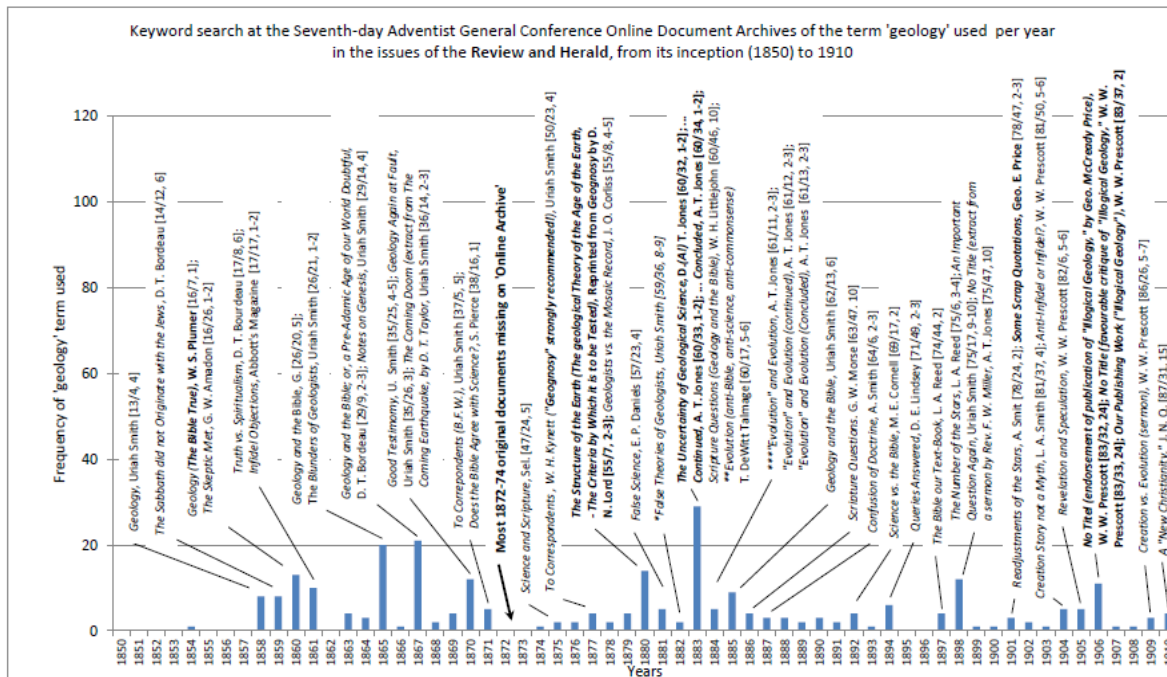 Keyword search at the Seventh-day Adventist General Conference Online Document Archives of the term 'geology' used per year
in the issues of the Review and Herald, from its inception (1850) to 1910
Frequency of 'geology' term used
120
100
80
60
40
20
0
Geology, Uriah Smith [13/4, 4]
The Sabbath did not Originate with the Jews, D. T. Bordeau [14/12, 6]
Geology (The Bible True), W. S. Plumer [16/7, 1];
The Skeptic Met, G. W. Amadon [16/26, 1-2]
Truth vs. Spiritualism, D. T. Bourdeau [17/8, 6];
Infidel Objections, Abbott's Magazine [17/17, 1-2]
Geology and the Bible, G. [26/20, 5];
The Blunders of Geologists, Uriah Smith [26/21, 1-2]
Geology and the Bible; or, a Pre-Adamic Age of our World Doubtful,
D. T. Bordeau [29/9, 2-3]; Notes on Genesis, Uriah Smith [29/14, 4]
Good Testimony, U. Smith [35/25, 4-5]; Geology Again at Fault,
Uriah Smith [35/26, 3]; The Coming Doom (extract from The
Coming Earthquake, by D. T. Taylor, Uriah Smith [36/14, 2-3]
To Correpondents (B.F.W.), Uriah Smith [37/5, 5];
Does the Bible Agree with Science?, S. Pierce [38/16, 1]
Most 1872-74 original documents missing on 'Online Archive'
Science and Scripture, Sel. [47/24, 5]
To Correspondents, W. H. Kynett ("Geognosy" strongly recommended), Uriah Smith [50/23, 4]
The Structure of the Earth (The geological Theory of the Age of the Earth,
- The Criteria by Which it is to be Tested), Reprinted from Geognosy by D.
N. Lord [55/7, 2-3]; Geologists vs. the Mosaic Record, J. O. Corliss [55/8, 4-5]
False Science, E. P. Daniels [57/23, 4]
*False Theories of Geologists, Uriah Smith [59/36, 8-9]
The Uncertainty of Geological Science, D (AI) T. Jones [60/32, 1-2]; ...
Continued, A. T. Jones [60/33, 1-2]; ... Concluded, A. T. Jones [60/34, 1-2];
Scripture Questions (Geology and the Bible), W. H. Littlejohn [60/46, 10];
**Evolution (anti-Bible, anti-science, anti-commonsense)
T. DeWitt Talmage [60/17, 5-6]
***"Evolution" and Evolution, A. T. Jones [61/11, 2-3];
"Evolution" and Evolution (continued), A. T. Jones [61/12, 2-3];
"Evolution" and Evolution (Concluded), A. T. Jones [61/13, 2-3]
Geology and the Bible, Uriah Smith [62/13, 6]
Scripture Questions. G. W. Morse [63/47, 10]
Confusion of Doctrine, A. Smith [64/6, 2-3]
Science vs. the Bible, M. E. Cornell [69/17, 2]
Queries Answered, D. E. Lindsey [71/49, 2-3]
The Bible our Text-Book, L. A. Reed [74/44, 2]
The Number of the Stars, L. A. Reed [75/6, 3-4]; An Important
Question Again, Uriah Smith [75/17, 9-10]; No Title (extract from
a sermon by Rev. F. W. Miller, A. T. Jones [75/47, 10]
Readjustments of the Stars, A. Smit [78/24, 2]; Some Scrap Quotations, Geo. E. Price [78/47, 2-3]
Creation Story not a Myth, L. A. Smith [81/37, 4]; Anti-Infidel or Infidel?, W. W. Prescott [81/50, 5-6]
Revelation and Speculation, W. W. Prescott [82/6, 5-6]
No Titel (endorsement of publication of "Illogical Geology," by Geo. McCready Price),
W. W. Prescott [83/32, 24]; No Title (favourable critique of "Illogical Geology," W. W.
Prescott [83/33, 24]; Our Publishing Work ("Illogical Geology"), W. W. Prescott [83/37, 2]
Creation vs. Evolution (sermon), W. W. Prescott [86/26, 5-7]
A "New Christianity," J. N. Q. [87/31, 15]
1850 1851 1852 1853 1854 1855 1856 1857 1858 1859 1860 1861 1862 1863 1864 1865 1866 1867 1868 1869 1870 1871 1872 1873 1874 1875 1876 1877 1878 1879 1880 1881 1882 1883 1884 1885 1886 1887 1888 1889 1890 1891 1892 1893 1894 1895 1896 1897 1898 1899 1900 1901 1902 1903 1904 1905 1906 1907 1908 1909 1910
Years